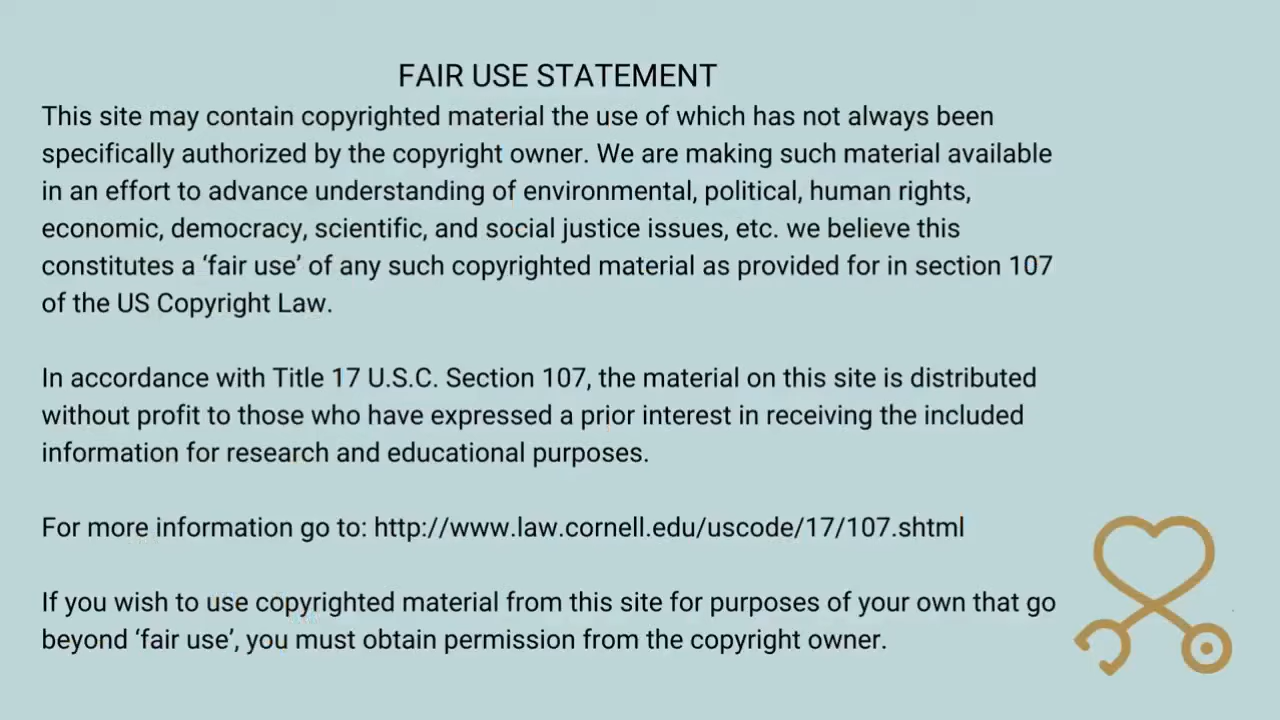 FAIR USE STATEMENT
This site may contain copyrighted material the use of which has not always been
specifically authorized by the copyright owner. We are making such material available
in an effort to advance understanding of environmental, political, human rights,
economic, democracy, scientific, and social justice issues, etc. we believe this
constitutes a ‘fair use’ of any such copyrighted material as provided for in section 107
of the US Copyright Law.
In accordance with Title 17 U.S.C. Section 107, the material on this site is distributed
without profit to those who have expressed a prior interest in receiving the included
information for research and educational purposes.
For more information go to: http://www.law.cornell.edu/uscode/17/107.shtml
If you wish to use copyrighted material from this site for purposes of your own that go
beyond ‘fair use’, you must obtain permission from the copyright owner.